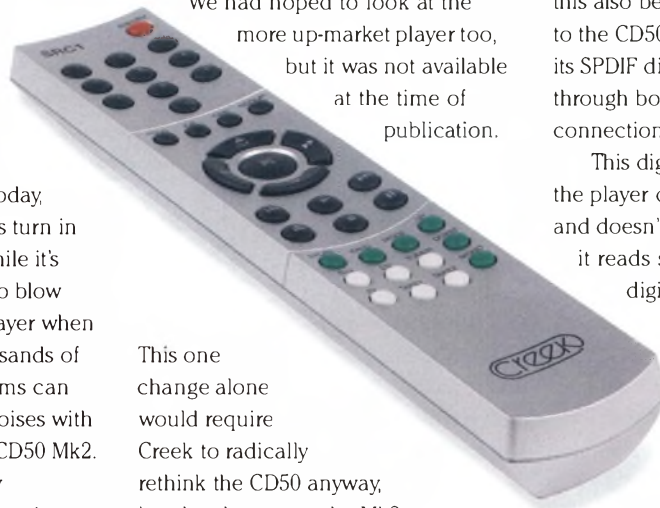 We had hoped to look at the
more up-market player too,
but it was not available
at the time of
publication.
oday,
s turn in
hile it's
o blow
ayer when
sands of
ms can
oises with
CD50 Mk2.
This one
change alone
would require
Creek to radically
rethink the CD50 anyway,
this also be
to the CD50
its SPDIF di
through bo
connection
This dig
the player c
and doesn'
it reads s
digi
SRC1
Creek